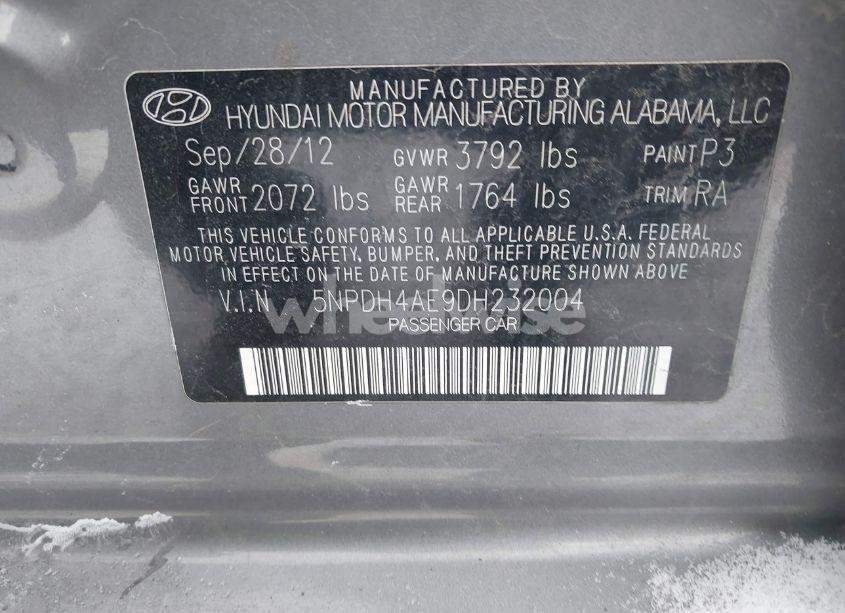 MANUFACTURED BY
HYUNDAI MOTOR MANUFACTURING ALABAMA, LLC
Sep/28/12 GVWR 3792 lbs PAINT P3
GAWR FRONT 2072 lbs GAWR REAR 1764 lbs TRIM RA
THIS VEHICLE CONFORMS TO ALL APPLICABLE U.S.A. FEDERAL
MOTOR VEHICLE SAFETY, BUMPER, AND THEFT PREVENTION STANDARDS
IN EFFECT ON THE DATE OF MANUFACTURE SHOWN ABOVE
V.I.N 5NPDH4AE9DH232004
PASSENGER CAR